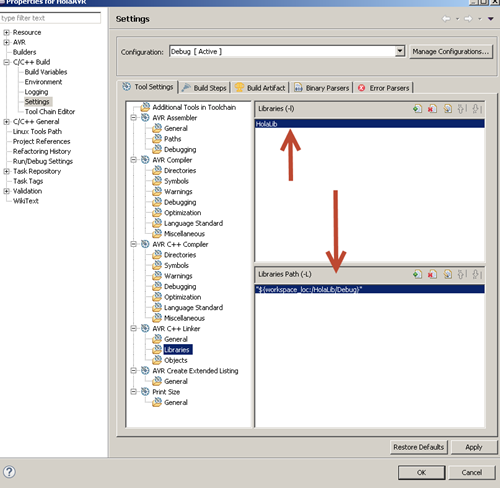 Properties for HolaAVR
type filter text
Resource
AVR
Builders
C/C++ Build
Build Variables
Environment
Logging
Settings
Tool Chain Editor
C/C++ General
Linux Tools Path
Project References
Refactoring History
Run/Debug Settings
Task Repository
Task Tags
Validation
WikiText
Settings
Configuration: Debug [ Active ] Manage Configurations...
Tool Settings Build Steps Build Artifact Binary Parsers Error Parsers
Additional Tools in Toolchain
AVR Assembler
General
Paths
Debugging
AVR Compiler
Directories
Symbols
Warnings
Debugging
Optimization
Language Standard
Miscellaneous
AVR C++ Compiler
Directories
Symbols
Warnings
Debugging
Optimization
Language Standard
Miscellaneous
AVR C++ Linker
General
Libraries
Objects
AVR Create Extended Listing
General
Print Size
General
Libraries (-l)
HolaLib
Libraries Path (-L)
"${workspace_loc:/HolaLib/Debug}"
Restore Defaults Apply
OK Cancel